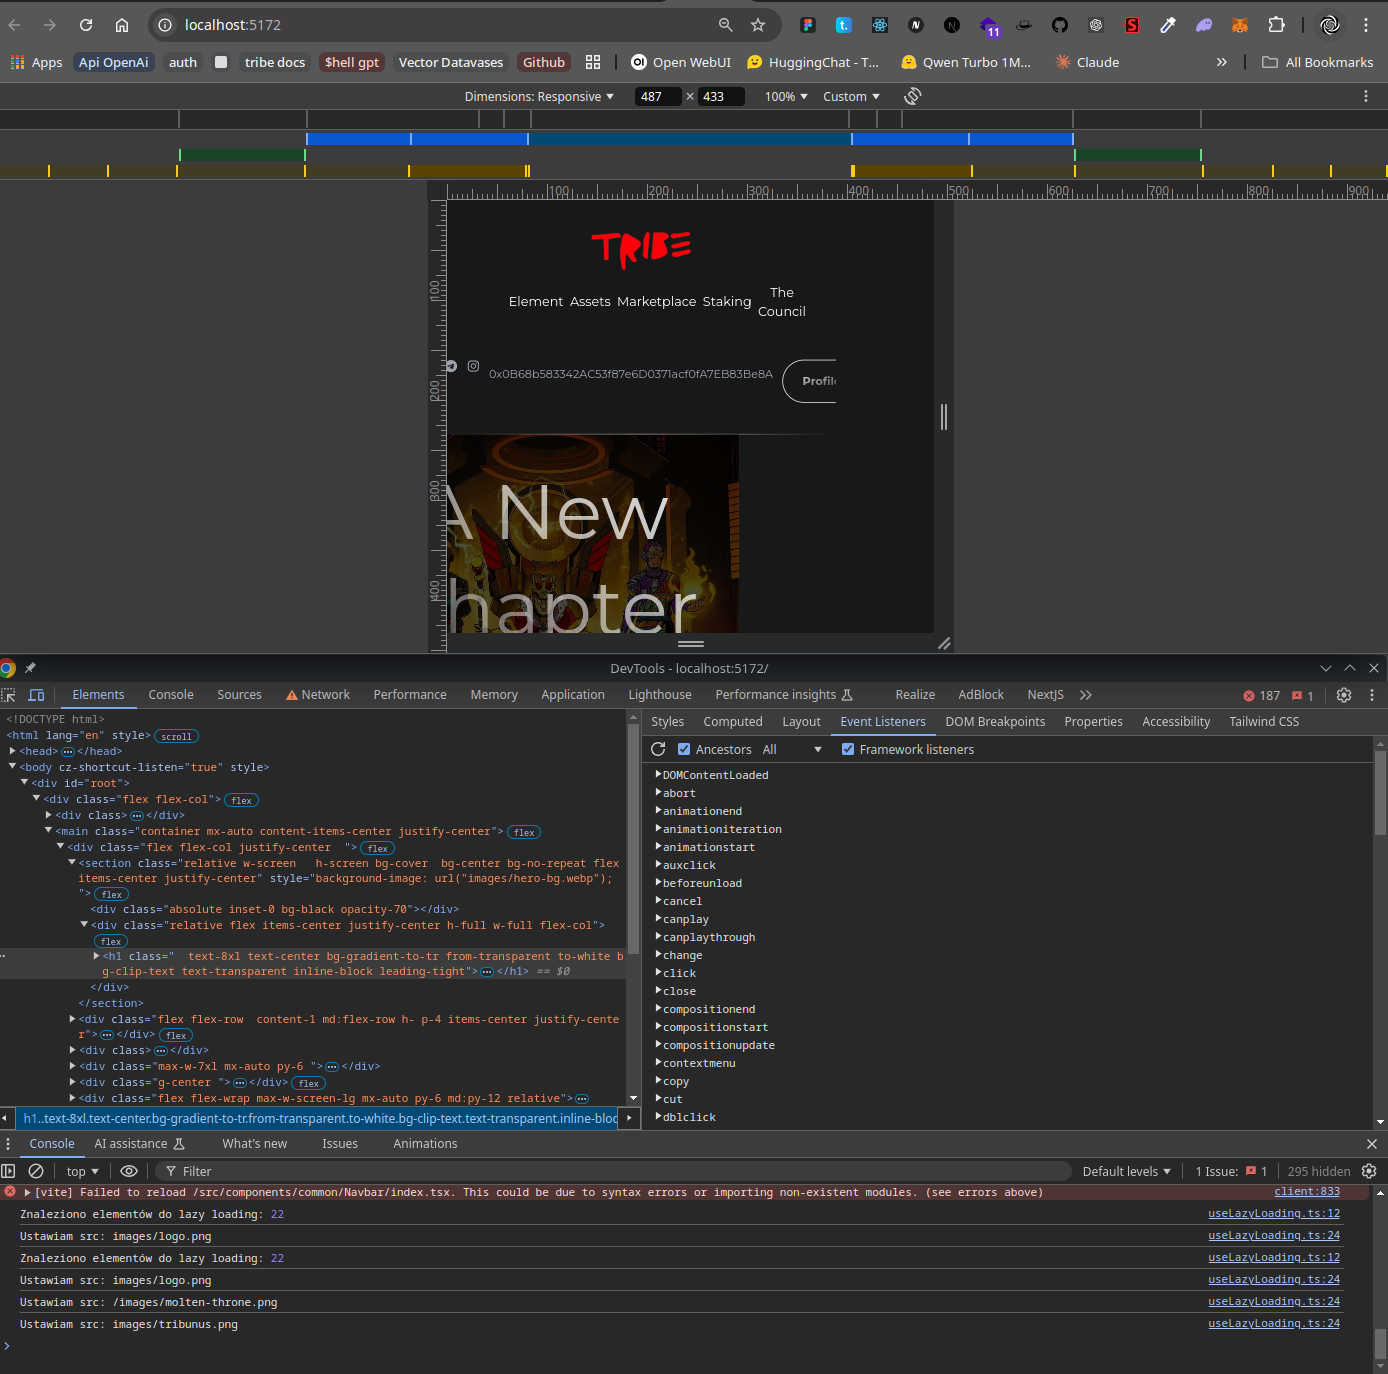 localhost:5172
11
Apps
Api OpenAi
auth
tribe docs
$hell gpt
Vector Datavases
Github
Open WebUI
HuggingChat - T...
Qwen Turbo 1M...
Claude
»
All Bookmarks
Dimensions: Responsive
487 × 433
100%
Custom
100 200 300 400 500 600 700 800 900
100
200
300
400
TRIBE
Element Assets Marketplace Staking The Council
0x0B68b583342AC53f87e6D0371acf0fA7EB83Be8A
Profile
A New
hapter
DevTools - localhost:5172/
Elements Console Sources Network Performance Memory Application Lighthouse Performance insights Realize AdBlock NextJS » 187 1
<!DOCTYPE html>
<html lang="en" style> scroll
<head> ⋯ </head>
<body cz-shortcut-listen="true" style>
<div id="root">
<div class="flex flex-col"> flex
<div class> ⋯ </div>
<main class="container mx-auto content-items-center justify-center"> flex
<div class="flex flex-col justify-center  "> flex
<section class="relative w-screen   h-screen bg-cover  bg-center bg-no-repeat flex
items-center justify-center" style="background-image: url("images/hero-bg.webp");
"> flex
<div class="absolute inset-0 bg-black opacity-70"></div>
<div class="relative flex items-center justify-center h-full w-full flex-col">
flex
<h1 class="  text-8xl text-center bg-gradient-to-tr from-transparent to-white b
g-clip-text text-transparent inline-block leading-tight"> ⋯ </h1> == $0
</div>
</section>
<div class="flex flex-row  content-1 md:flex-row h- p-4 items-center justify-cente
r"> ⋯ </div> flex
<div class> ⋯ </div>
<div class="max-w-7xl mx-auto py-6 "> ⋯ </div>
<div class="g-center "> ⋯ </div> flex
<div class="flex flex-wrap max-w-screen-lg mx-auto py-6 md:py-12 relative"> ⋯
h1..text-8xl.text-center.bg-gradient-to-tr.from-transparent.to-white.bg-clip-text.text-transparent.inline-bloc
Styles Computed Layout Event Listeners DOM Breakpoints Properties Accessibility Tailwind CSS
Ancestors All Framework listeners
DOMContentLoaded
abort
animationend
animationiteration
animationstart
auxclick
beforeunload
cancel
canplay
canplaythrough
change
click
close
compositionend
compositionstart
compositionupdate
contextmenu
copy
cut
dblclick
Console AI assistance What's new Issues Animations
top Filter Default levels 1 Issue: 1 295 hidden
[vite] Failed to reload /src/components/common/Navbar/index.tsx. This could be due to syntax errors or importing non-existent modules. (see errors above) client:833
Znaleziono elementów do lazy loading: 22 useLazyLoading.ts:12
Ustawiam src: images/logo.png useLazyLoading.ts:24
Znaleziono elementów do lazy loading: 22 useLazyLoading.ts:12
Ustawiam src: images/logo.png useLazyLoading.ts:24
Ustawiam src: /images/molten-throne.png useLazyLoading.ts:24
Ustawiam src: images/tribunus.png useLazyLoading.ts:24